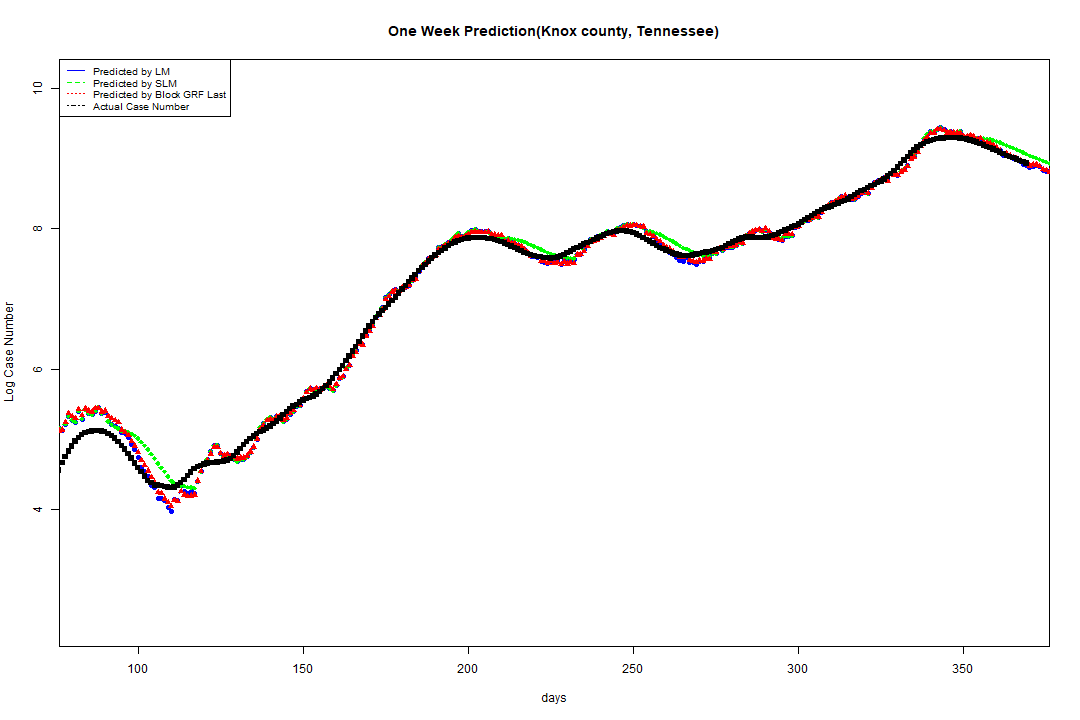 One Week Prediction(Knox county, Tennessee)
Predicted by LM
Predicted by SLM
Predicted by Block GRF Last
Actual Case Number
10
8
6
4
Log Case Number
100 150 200 250 300 350
days